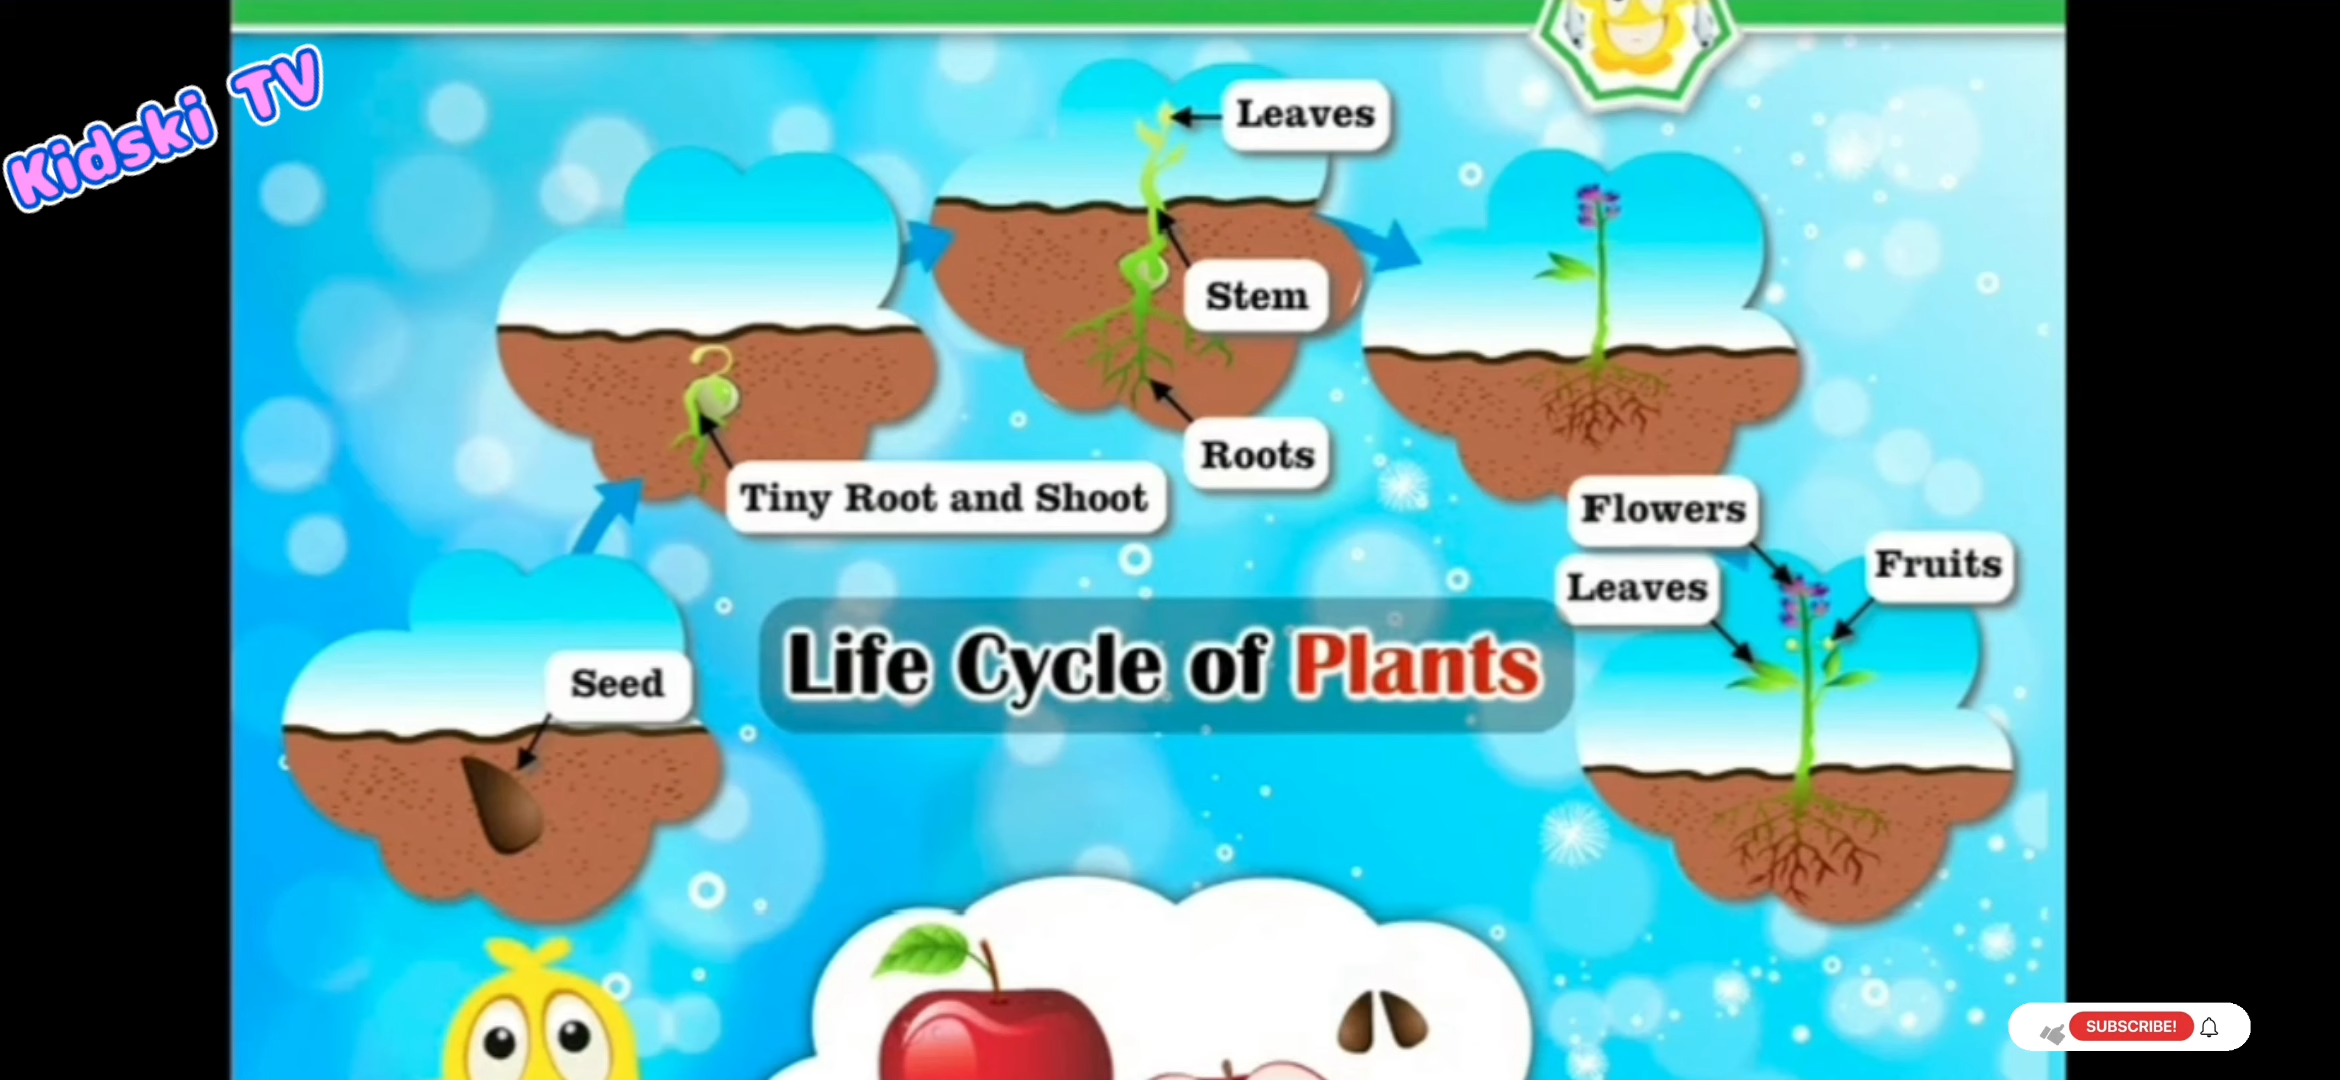 Kidski TV
Leaves
Stem
Roots
Tiny Root and Shoot
Flowers
Leaves
Fruits
Seed
Life Cycle of Plants
SUBSCRIBE!